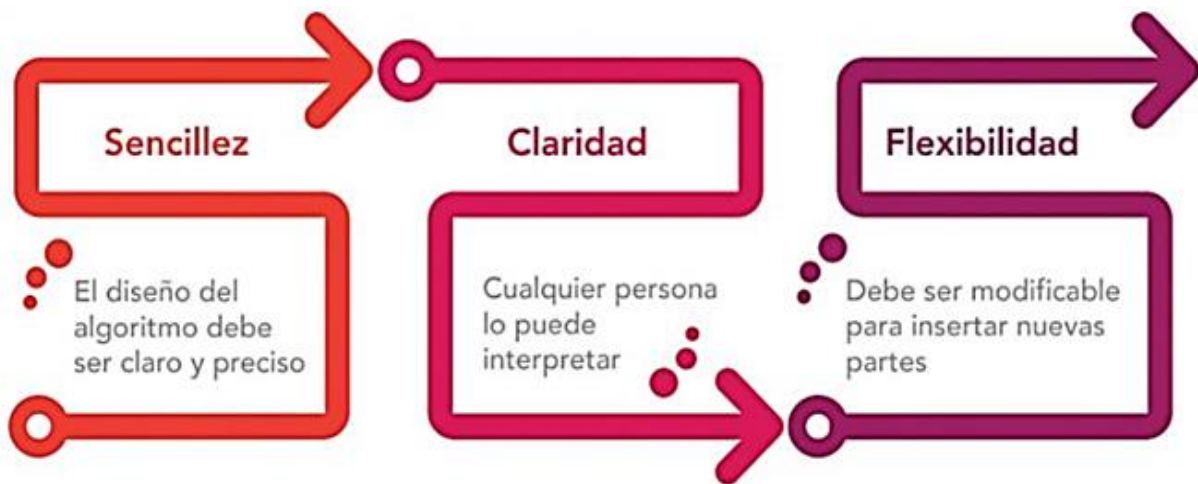 Sencillez
El diseño del
algoritmo debe
ser claro y preciso
Claridad
Cualquier persona
lo puede
interpretar
Flexibilidad
Debe ser modificable
para insertar nuevas
partes